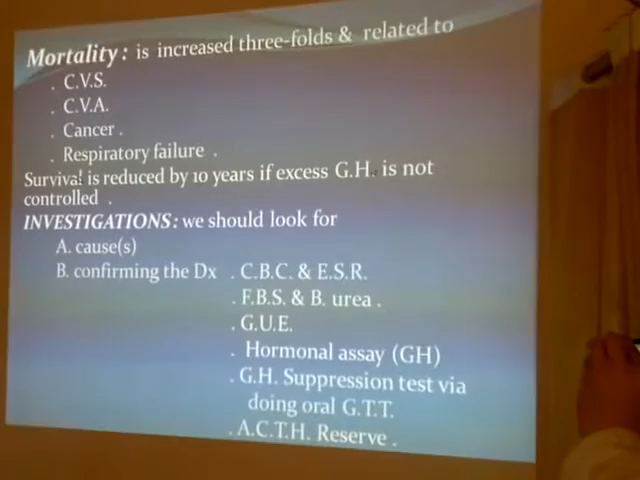 Mortality : is increased three-folds & related to
. C.V.S.
. C.V.A.
. Cancer .
. Respiratory failure .
Survival is reduced by 10 years if excess G.H. is not
controlled .
INVESTIGATIONS : we should look for
A. cause(s)
B. confirming the Dx . C.B.C. & E.S.R.
. F.B.S. & B. urea .
. G.U.E.
. Hormonal assay (GH)
. G.H. Suppression test via
doing oral G.T.T.
. A.C.T.H. Reserve .